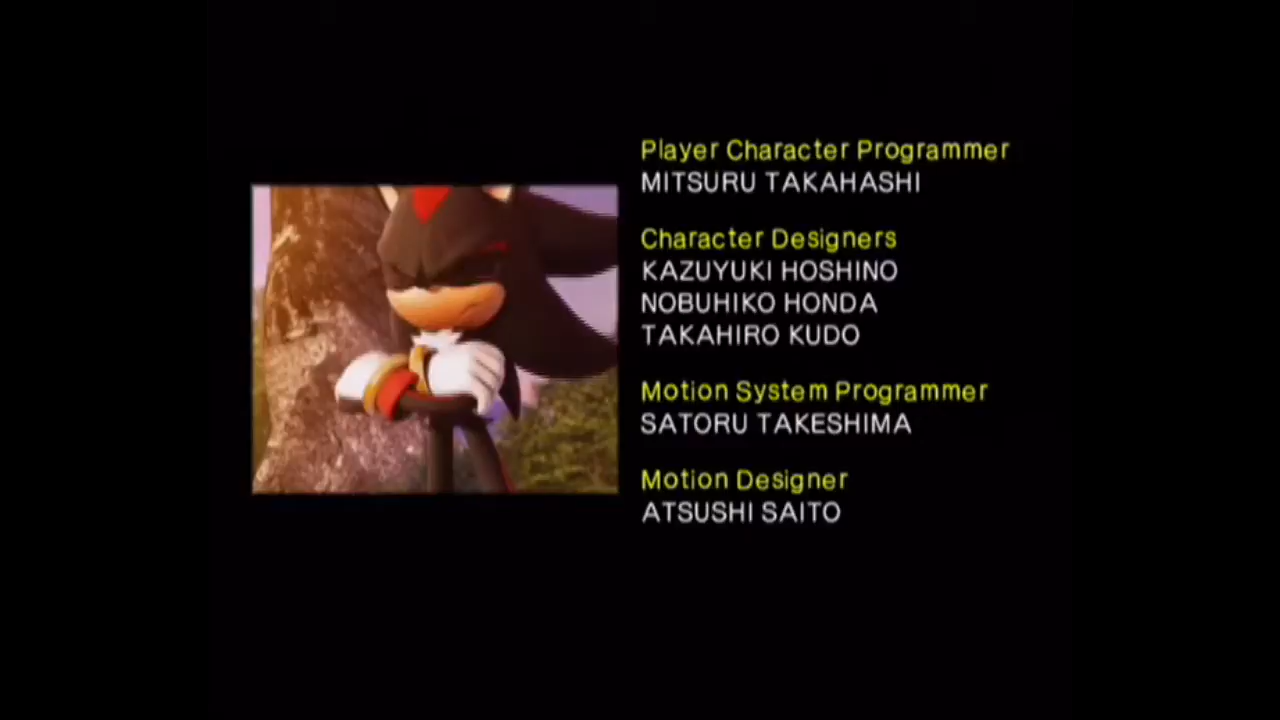 Player Character Programmer
MITSURU TAKAHASHI
Character Designers
KAZUYUKI HOSHINO
NOBUHIKO HONDA
TAKAHIRO KUDO
Motion System Programmer
SATORU TAKESHIMA
Motion Designer
ATSUSHI SAITO